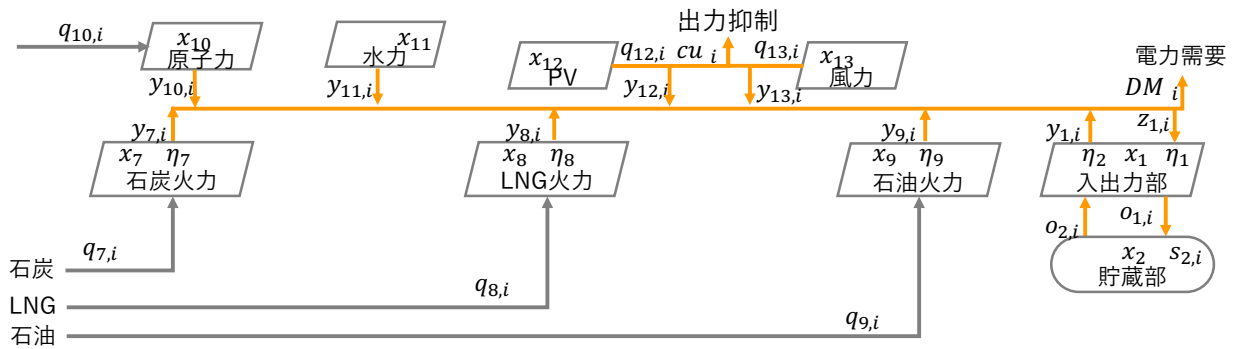 出力抑制
q₁₀,ᵢ
x₁₀
原子力
x₁₁
水力
x₁₂
PV
q₁₂,ᵢ cu ᵢ q₁₃,ᵢ
x₁₃
風力
電力需要
y₁₀,ᵢ
y₁₁,ᵢ
y₁₂,ᵢ
y₁₃,ᵢ
DM ᵢ
y₇,ᵢ
y₈,ᵢ
y₉,ᵢ
y₁,ᵢ
z₁,ᵢ
x₇ η₇
石炭火力
x₈ η₈
LNG火力
x₉ η₉
石油火力
η₂ x₁ η₁
入出力部
o₂,ᵢ
o₁,ᵢ
x₂ s₂,ᵢ
貯蔵部
q₇,ᵢ
石炭
q₈,ᵢ
LNG
q₉,ᵢ
石油